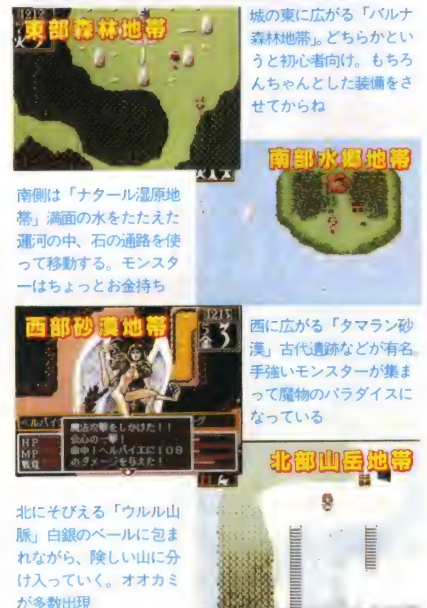 東部森林地帯
城の東に広がる「バルナ
森林地帯」。どちらかとい
うと初心者向け。もちろ
んちゃんとした装備をさ
せてからね
南部水郷地帯
南側は「ナタール湿原地
帯」満面の水をたたえた
運河の中、石の通路を使
って移動する。モンスタ
ーはちょっとお金持ち
西部砂漠地帯
1213
魔法攻撃をしかけた！！
会心の一撃！
命中！ヘルパイエに１０８
のダメージを与えた！
HP
MP
西に広がる「タマラン砂
漠」古代遺跡などが有名
手強いモンスターが集ま
って魔物のパラダイスに
なっている
北部山岳地帯
北にそびえる「ウルル山
脈」白銀のベールに包ま
れながら、険しい山に分
け入っていく。オオカミ
が多数出現